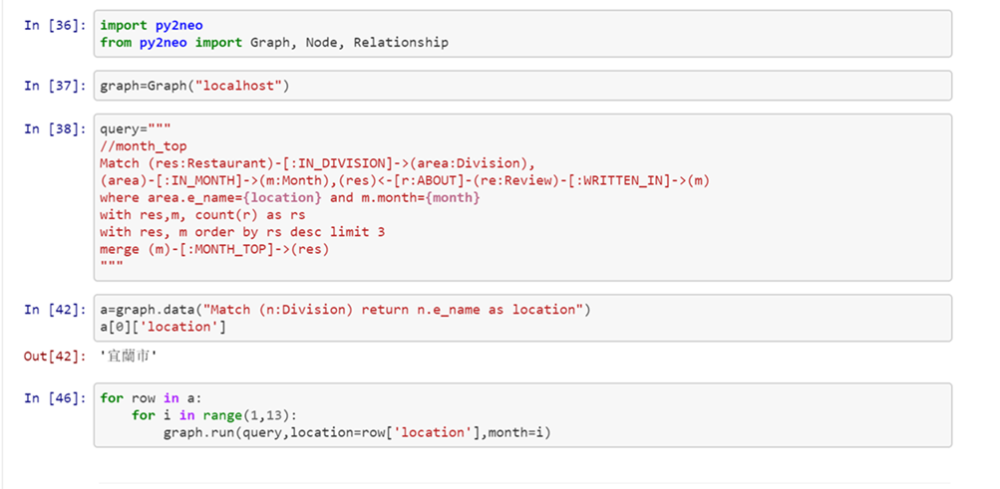 In [36]: import py2neo
from py2neo import Graph, Node, Relationship
In [37]: graph=Graph("localhost")
In [38]: query="""
//month_top
Match (res:Restaurant)-[:IN_DIVISION]->(area:Division),
(area)-[:IN_MONTH]->(m:Month),(res)<-[r:ABOUT]-(re:Review)-[:WRITTEN_IN]->(m)
where area.e_name={location} and m.month={month}
with res,m, count(r) as rs
with res, m order by rs desc limit 3
merge (m)-[:MONTH_TOP]->(res)
"""
In [42]: a=graph.data("Match (n:Division) return n.e_name as location")
a[0]['location']
Out[42]: '宜蘭市'
In [46]: for row in a:
    for i in range(1,13):
        graph.run(query,location=row['location'],month=i)